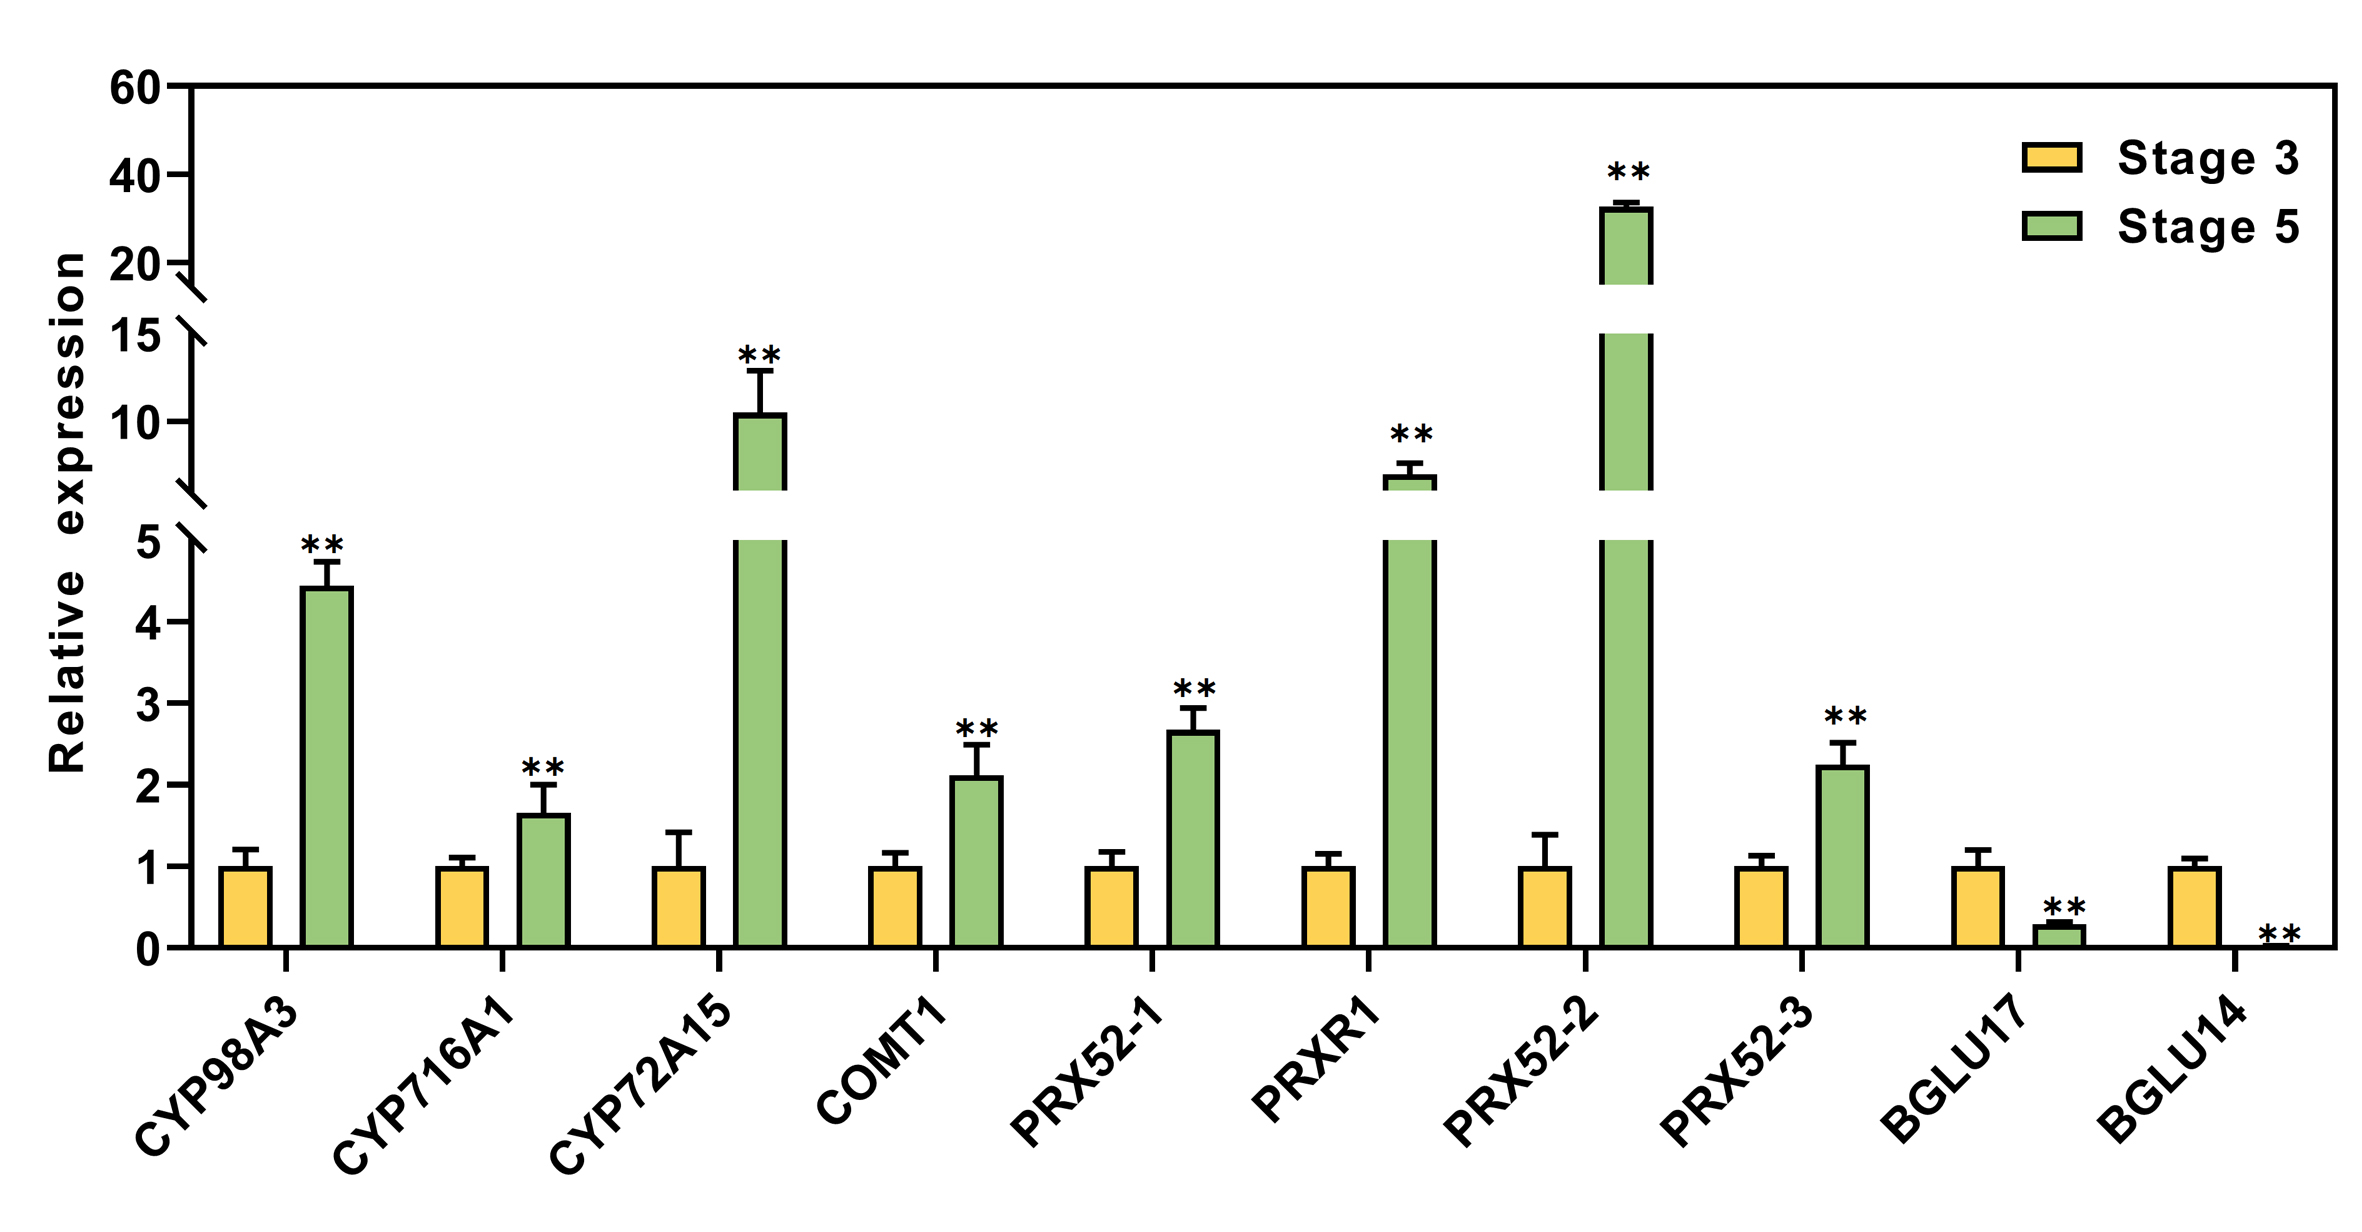 Relative expression
60
40
20
15
10
5
4
3
2
1
0
Stage 3
Stage 5
**
**
**
**
**
**
**
**
**
**
CYP98A3
CYP716A1
CYP72A15
COMT1
PRX52-1
PRXR1
PRX52-2
PRX52-3
BGLU17
BGLU14